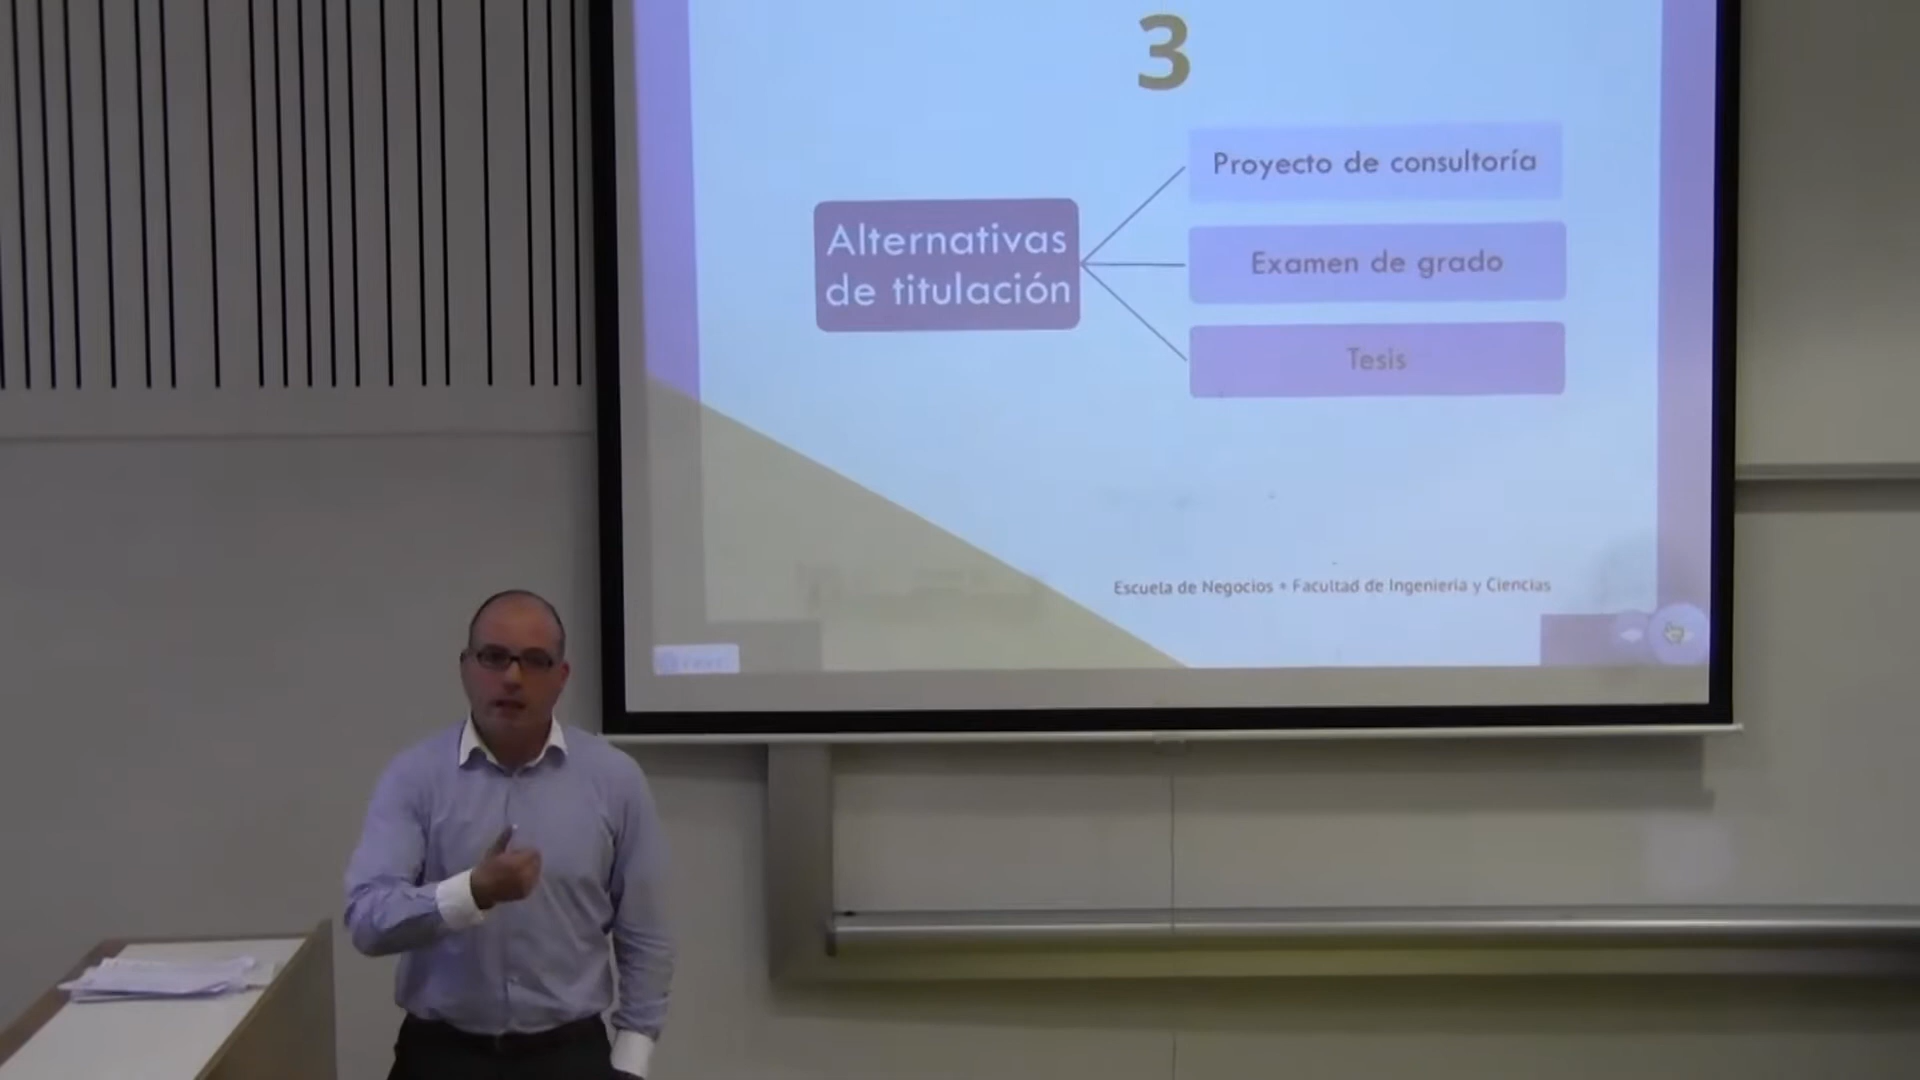 3
Proyecto de consultoría
Alternativas
de titulación
Examen de grado
Tesis
Escuela de Negocios • Facultad de Ingeniería y Ciencias